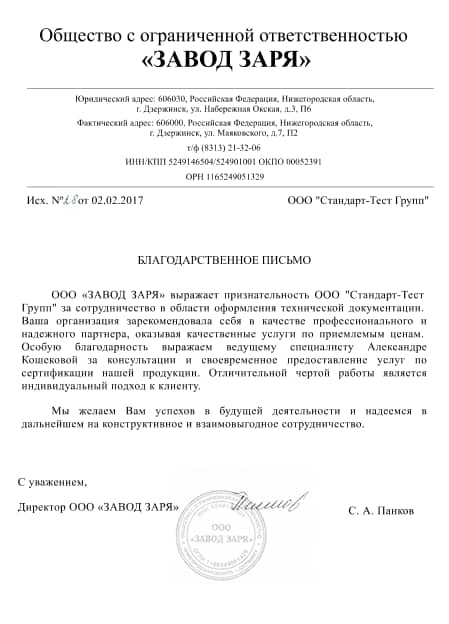 Общество с ограниченной ответственностью
«ЗАВОД ЗАРЯ»
Юридический адрес: 606030, Российская Федерация, Нижегородская область,
г. Дзержинск, ул. Набережная Окская, д.3, П6
Фактический адрес: 606000, Российская Федерация, Нижегородская область,
г. Дзержинск, ул. Маяковского, д.7, П2
т/ф (8313) 21-32-06
ИНН/КПП 5249146504/524901001 ОКПО 00052391
ОРН 1165249051329
Исх. №28 от 02.02.2017 ООО "Стандарт-Тест Групп"
БЛАГОДАРСТВЕННОЕ ПИСЬМО
ООО «ЗАВОД ЗАРЯ» выражает признательность ООО "Стандарт-Тест
Групп" за сотрудничество в области оформления технической документации.
Ваша организация зарекомендовала себя в качестве профессионального и
надежного партнера, оказывая качественные услуги по приемлемым ценам.
Особую благодарность выражаем ведущему специалисту Александре
Кошековой за консультации и своевременное предоставление услуг по
сертификации нашей продукции. Отличительной чертой работы является
индивидуальный подход к клиенту.
Мы желаем Вам успехов в будущей деятельности и надеемся в
дальнейшем на конструктивное и взаимовыгодное сотрудничество.
С уважением,
Директор ООО «ЗАВОД ЗАРЯ»
С. А. Панков
ООО
«ЗАВОД ЗАРЯ»